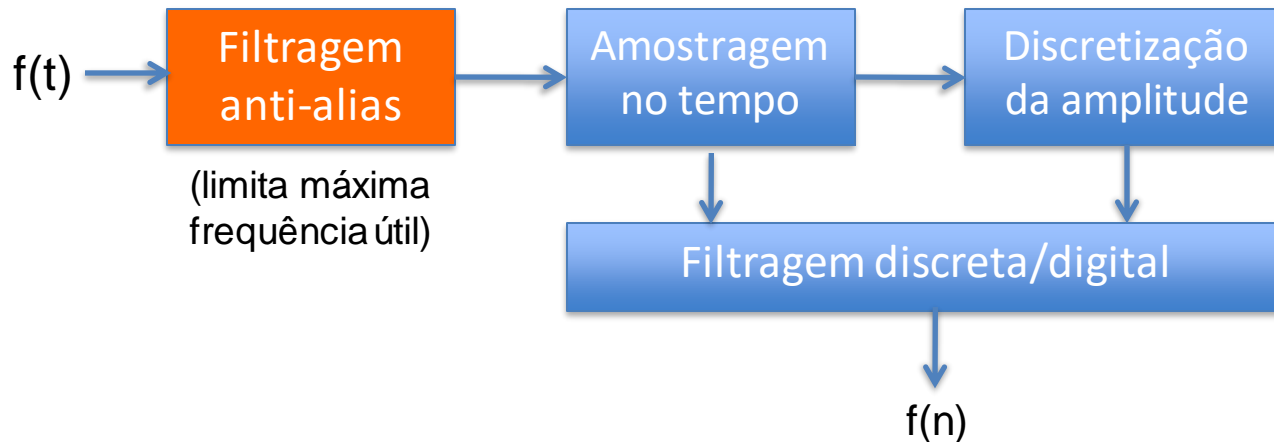 f(t)
Filtragem
anti-alias
(limita máxima
frequência útil)
Amostragem
no tempo
Discretização
da amplitude
Filtragem discreta/digital
f(n)